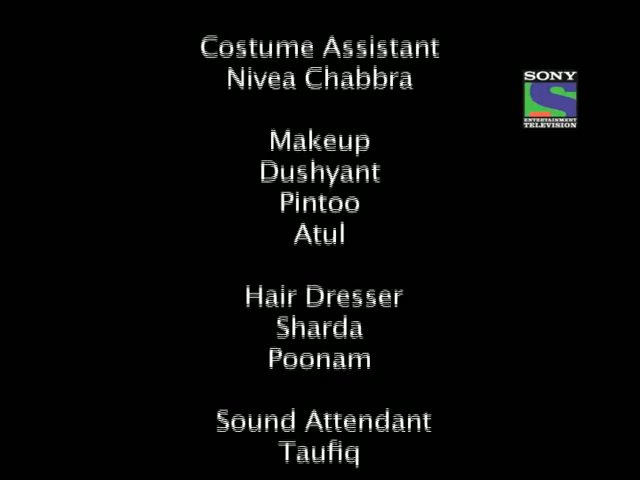 Costume Assistant
Nivea Chabbra
SONY
ENTERTAINMENT
TELEVISION
Makeup
Dushyant
Pintoo
Atul
Hair Dresser
Sharda
Poonam
Sound Attendant
Taufiq